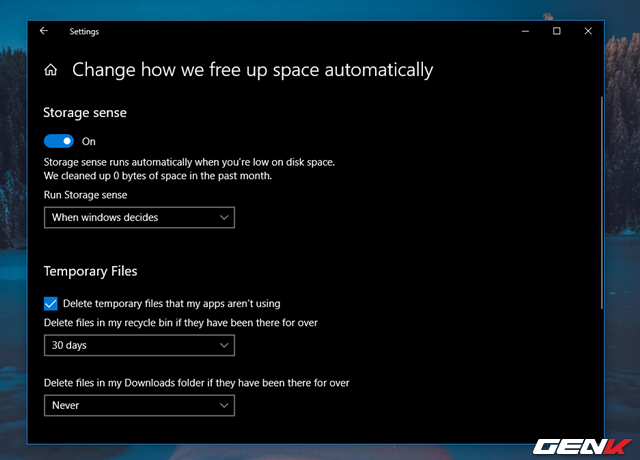 Settings
Change how we free up space automatically
Storage sense
On
Storage sense runs automatically when you're low on disk space.
We cleaned up 0 bytes of space in the past month.
Run Storage sense
When windows decides
Temporary Files
Delete temporary files that my apps aren't using
Delete files in my recycle bin if they have been there for over
30 days
Delete files in my Downloads folder if they have been there for over
Never
GENK